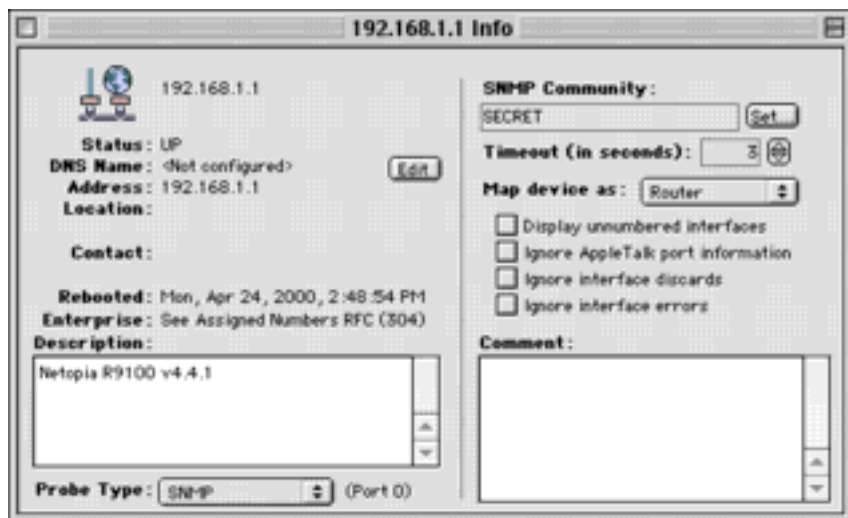 192.168.1.1 Info
192.168.1.1
Status: UP
DNS Name: <Not configured>
Edit
Address: 192.168.1.1
Location:
Contact:
Rebooted: Mon, Apr 24, 2000, 2:48:54 PM
Enterprise: See Assigned Numbers RFC (304)
Description:
Netopia R9100 v4.4.1
Probe Type: SNMP (Port 0)
SNMP Community:
SECRET
Set...
Timeout (in seconds): 3
Map device as: Router
Display unnumbered interfaces
Ignore AppleTalk port information
Ignore interface discards
Ignore interface errors
Comment: